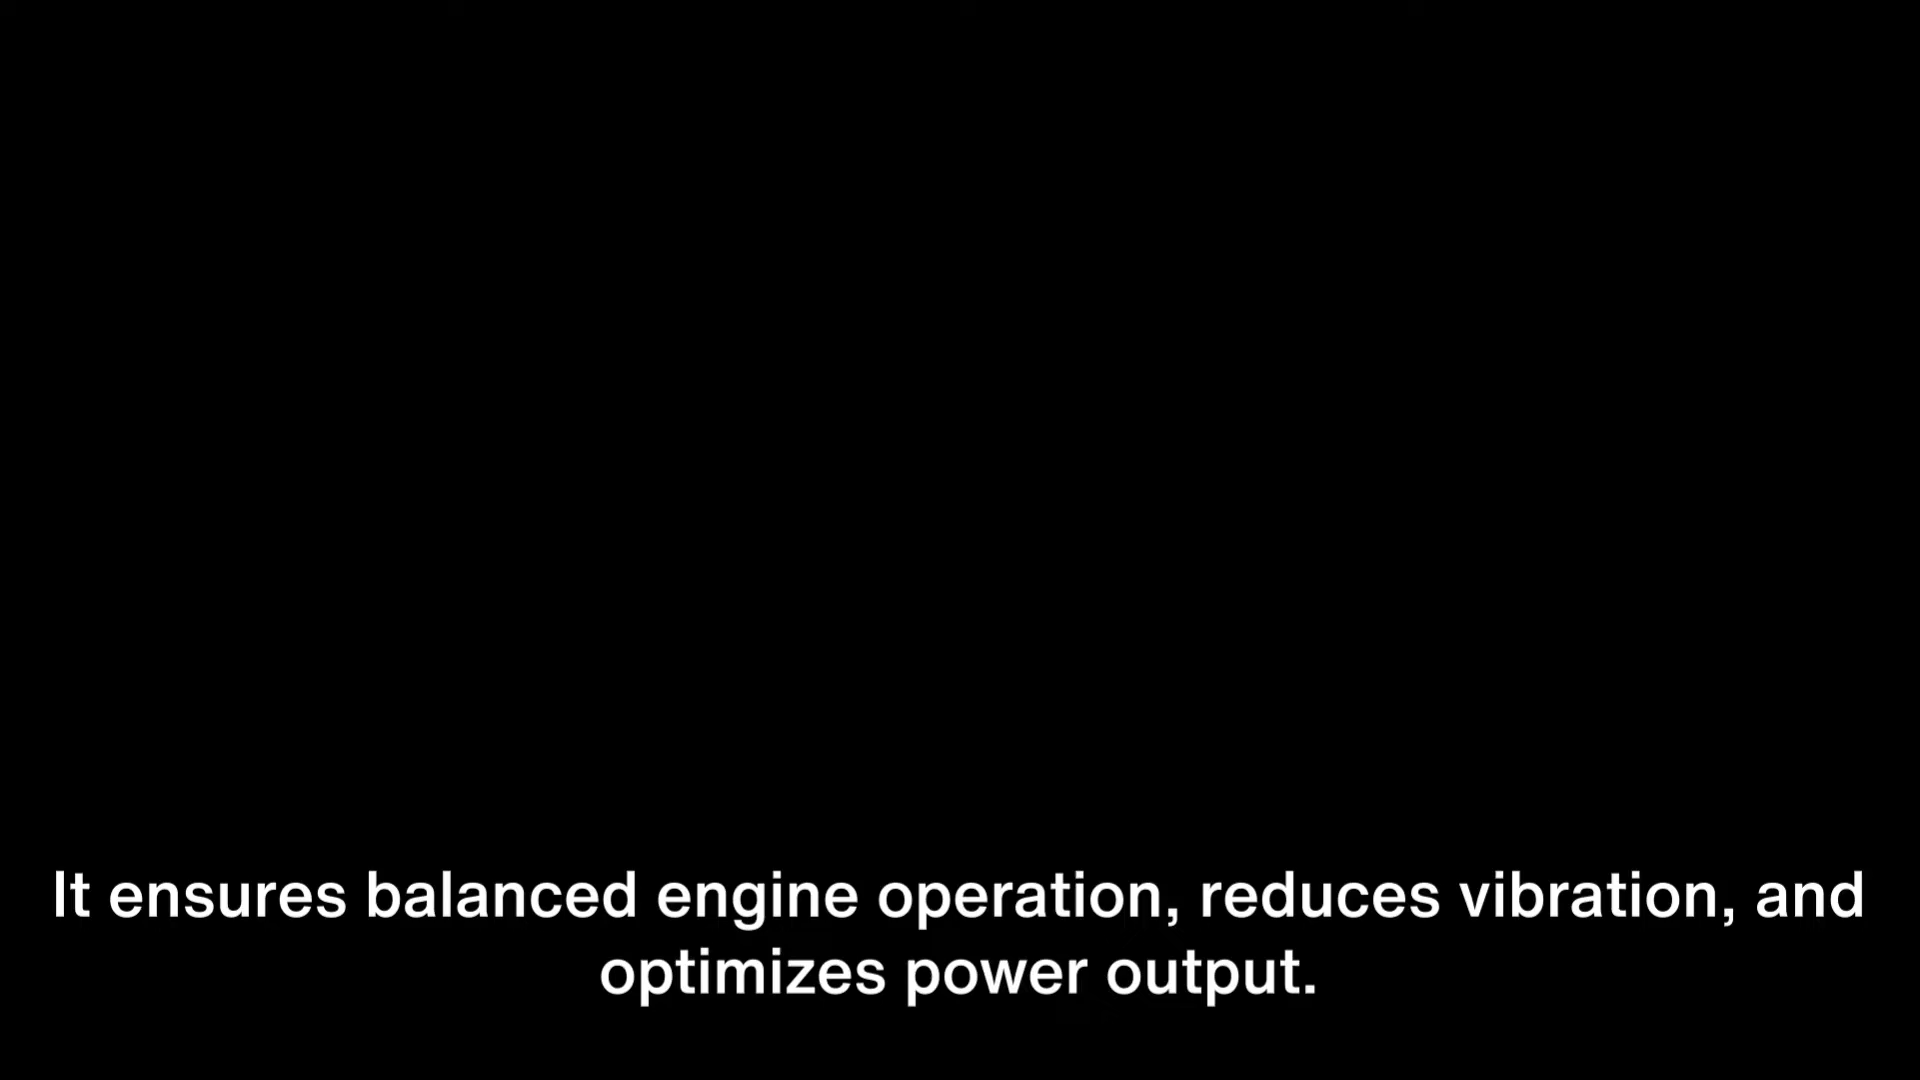 It ensures balanced engine operation, reduces vibration, and
optimizes power output.